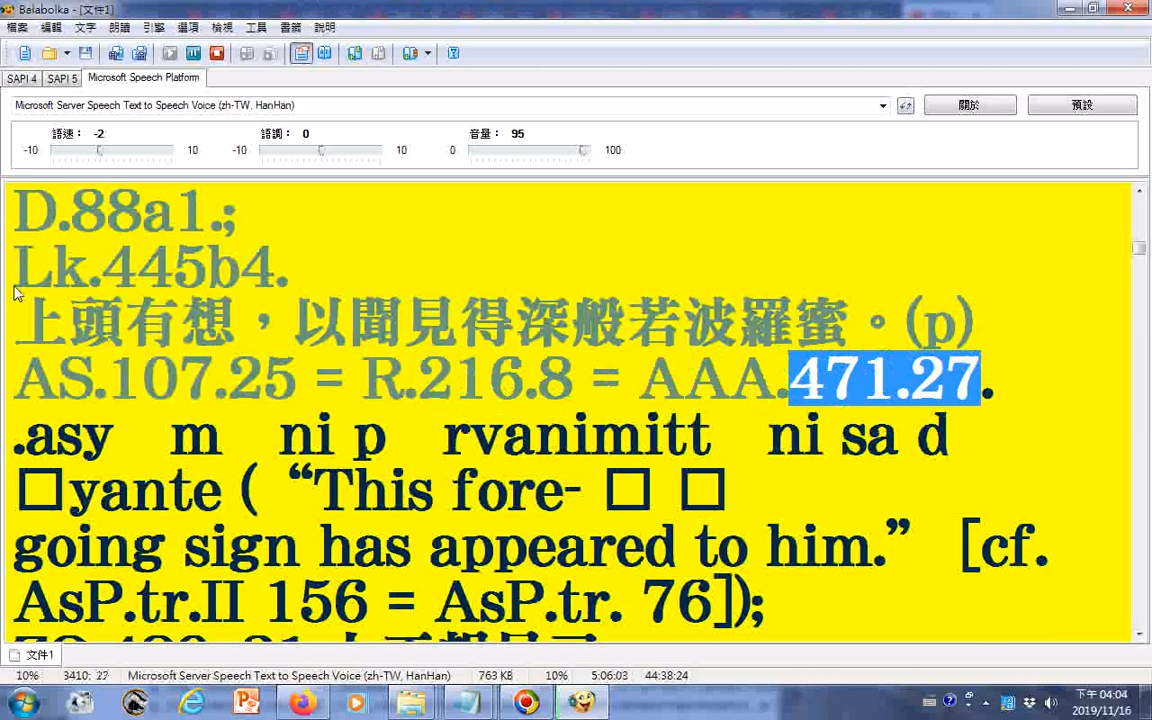 Balabolka - [文件1]
檔案 編輯 文字 朗讀 引擎 選項 檢視 工具 書籤 說明
SAPI 4 SAPI 5 Microsoft Speech Platform
Microsoft Server Speech Text to Speech Voice (zh-TW, HanHan) 關於 預設
語速： -2 語調： 0 音量： 95
-10 10 -10 10 0 100
D.88a1.;
Lk.445b4.
上頭有想，以聞見得深般若波羅蜜。(p)
AS.107.25 = R.216.8 = AAA.471.27.
.asy m ni p rvanimitt ni sa d
□yante ( “This fore- □ □
going sign has appeared to him.” [cf.
AsP.tr.II 156 = AsP.tr. 76]);
文件1
10% 3410: 27 Microsoft Server Speech Text to Speech Voice (zh-TW, HanHan) 763 KB 10% 5:06:03 44:38:24
下午 04:04
2019/11/16